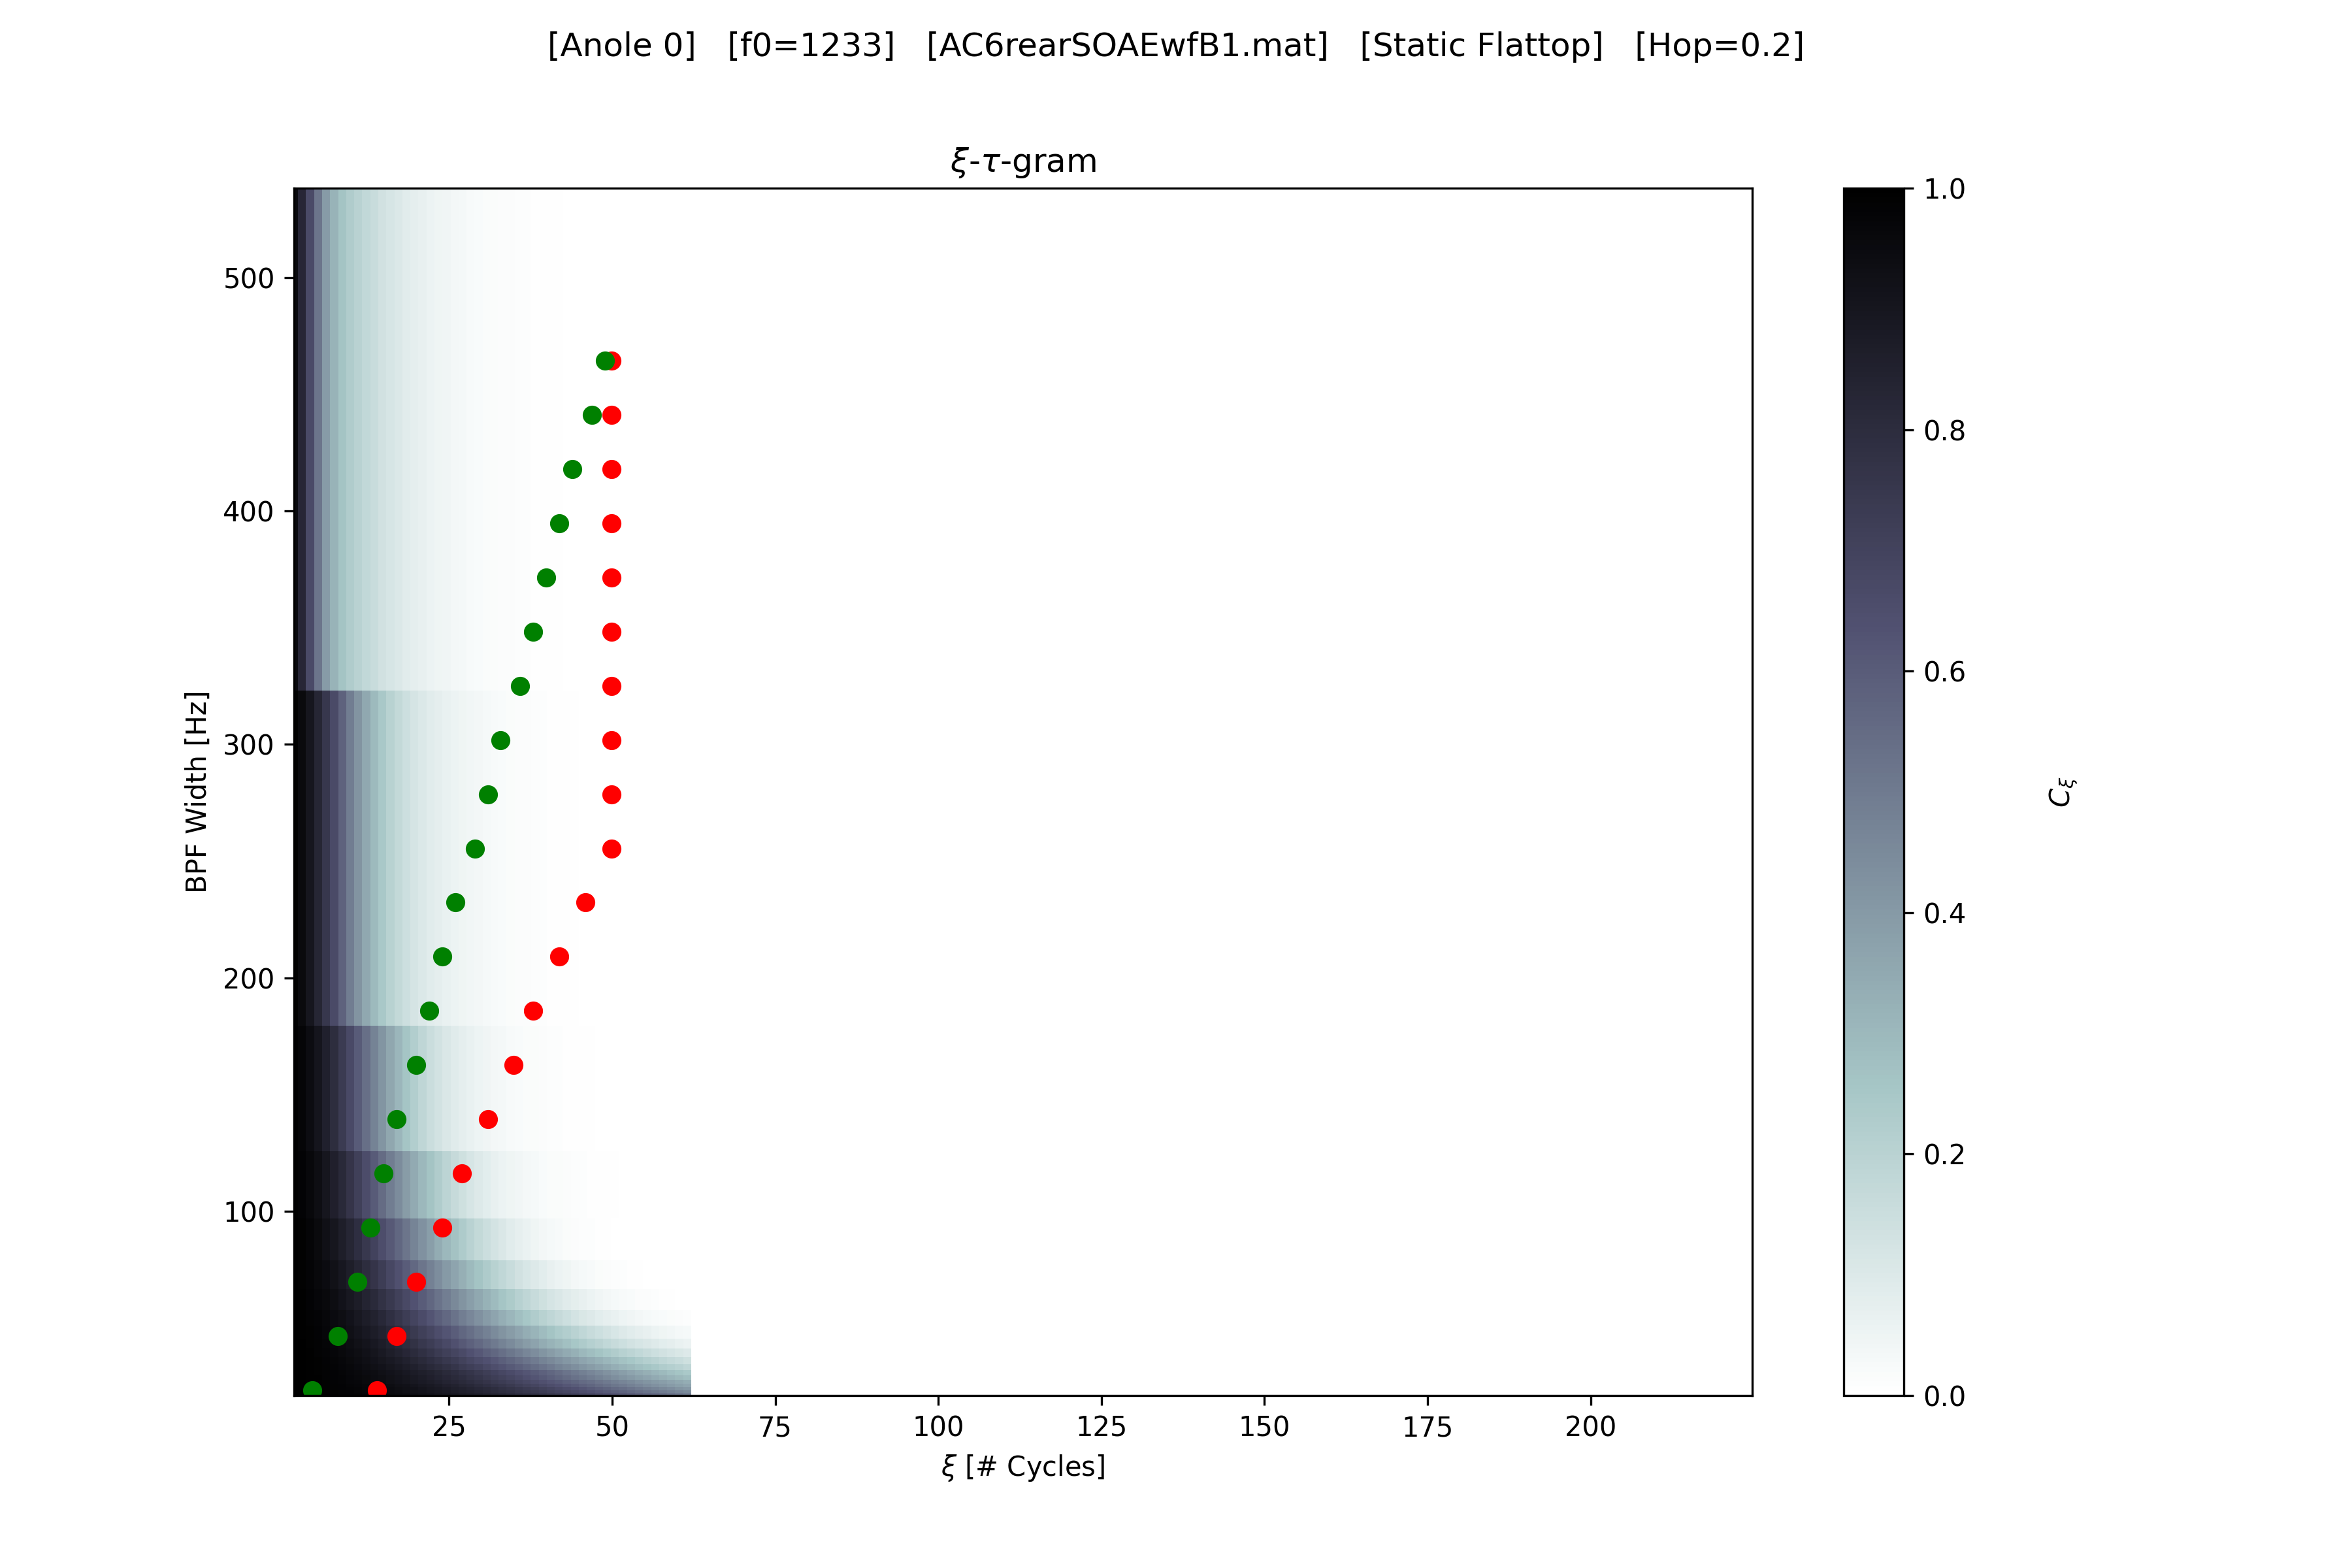 [Anole 0]   [f0=1233]   [AC6rearSOAEwfB1.mat]   [Static Flattop]   [Hop=0.2]
ξ-τ-gram
500
400
300
200
100
BPF Width [Hz]
25 50 75 100 125 150 175 200
ξ [# Cycles]
1.0
0.8
0.6
0.4
0.2
0.0
Cξ